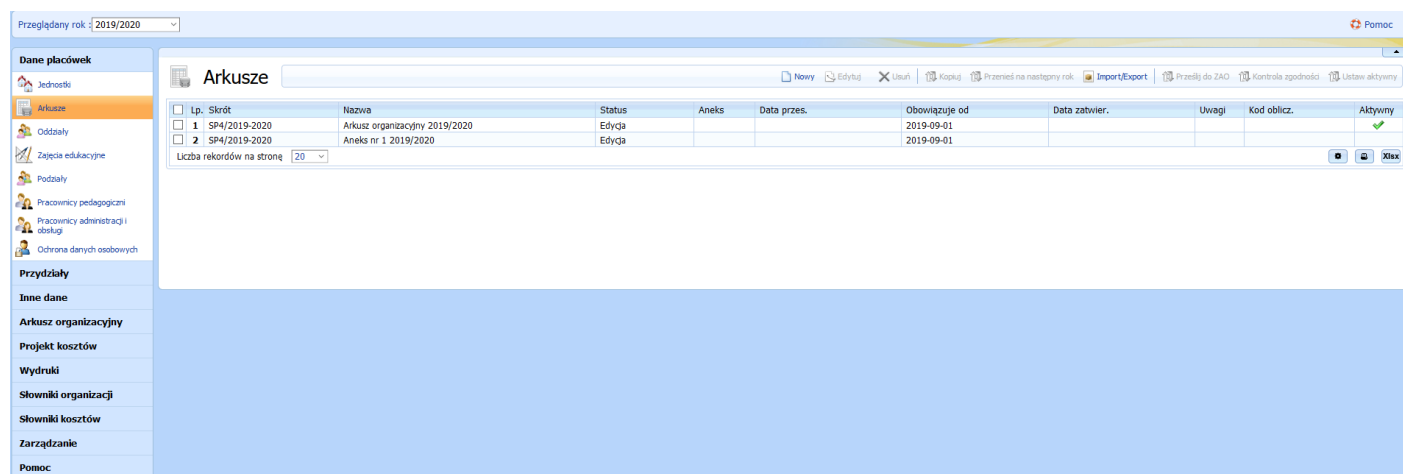 Przeglądany rok : 2019/2020
Pomoc
Dane placówek
Jednostki
Arkusze
Oddziały
Zajęcia edukacyjne
Podziały
Pracownicy pedagogiczni
Pracownicy administracji i
obsługi
Ochrona danych osobowych
Przydziały
Inne dane
Arkusz organizacyjny
Projekt kosztów
Wydruki
Słowniki organizacji
Słowniki kosztów
Zarządzanie
Pomoc
Arkusze
Nowy Edytuj Usuń Kopiuj Przenieś na następny rok Import/Export Prześlij do ZAO Kontrola zgodności Ustaw aktywny
Lp. Skrót Nazwa Status Aneks Data przes. Obowiązuje od Data zatwier. Uwagi Kod oblicz. Aktywny
1 SP4/2019-2020 Arkusz organizacyjny 2019/2020 Edycja 2019-09-01
2 SP4/2019-2020 Aneks nr 1 2019/2020 Edycja 2019-09-01
Liczba rekordów na stronę 20 Xlsx